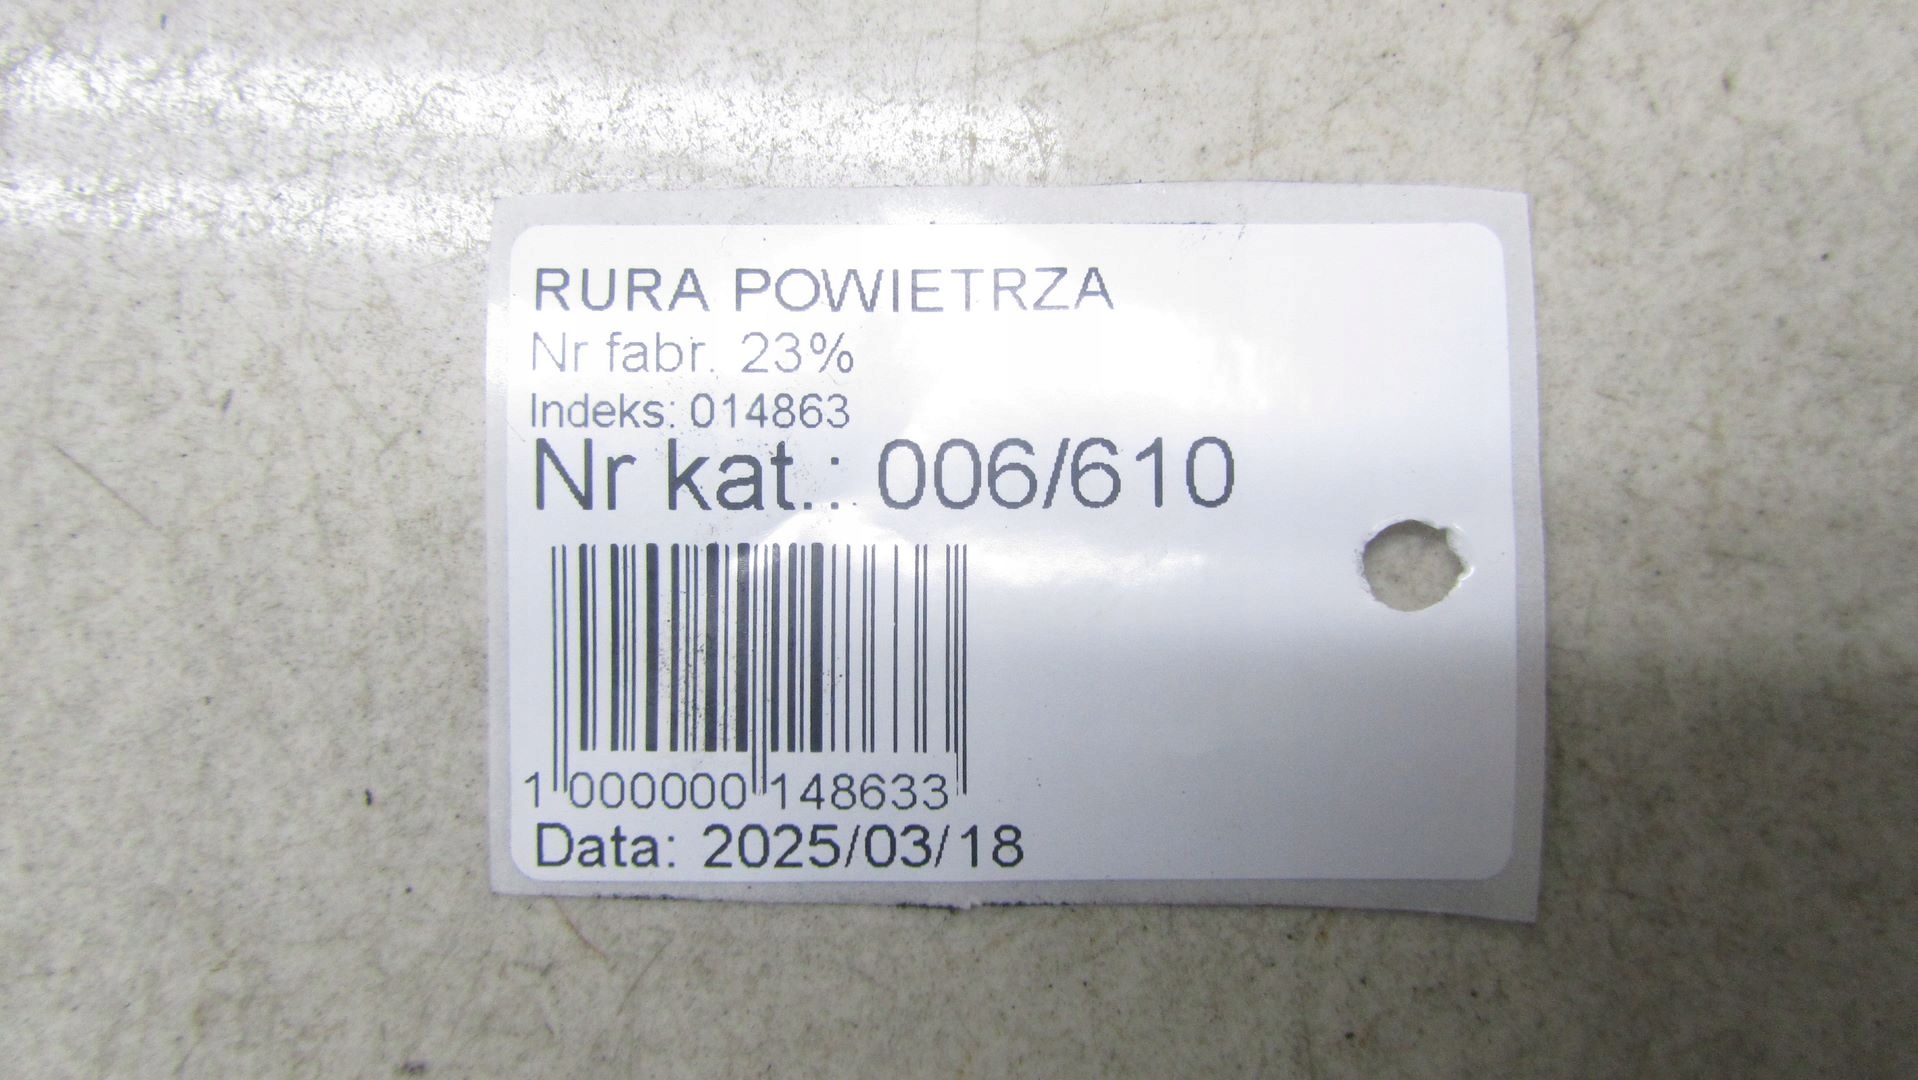 RURA POWIETRZA
Nr fabr. 23%
Indeks: 014863
Nr kat.: 006/610
1 000000 148633
Data: 2025/03/18